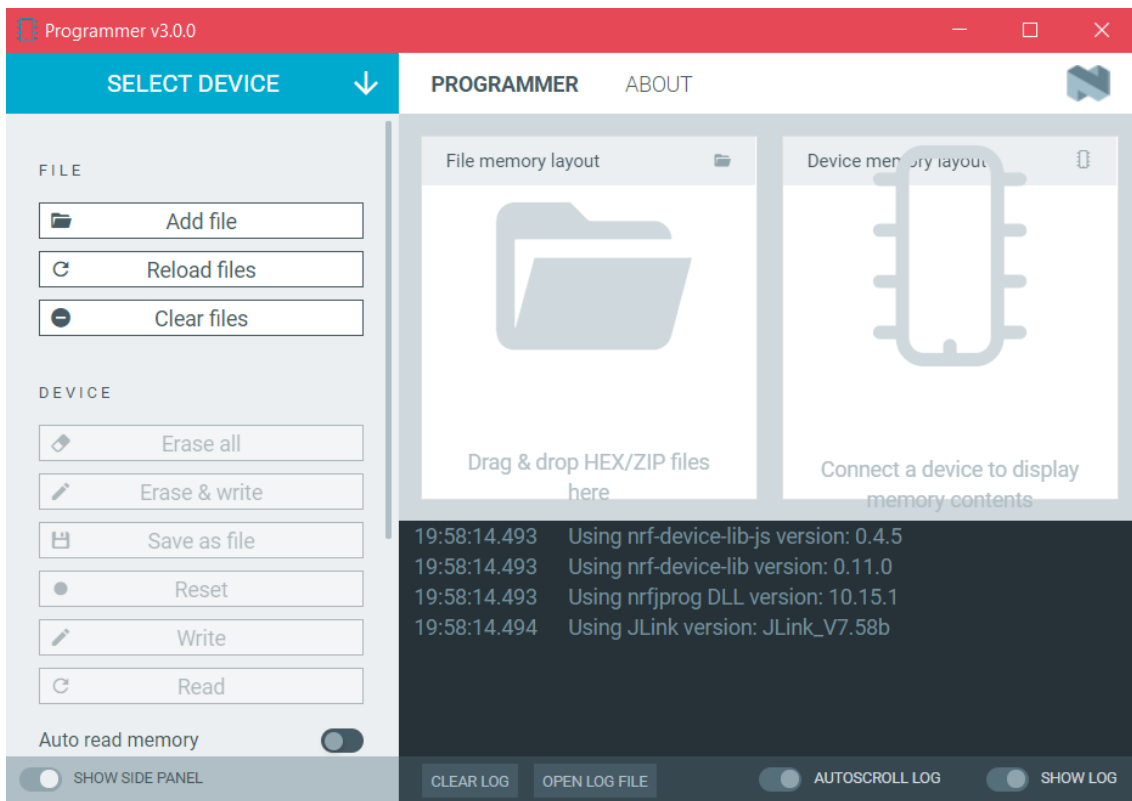 Programmer v3.0.0
SELECT DEVICE
PROGRAMMER
ABOUT
FILE
Add file
Reload files
Clear files
DEVICE
Erase all
Erase & write
Save as file
Reset
Write
Read
Auto read memory
SHOW SIDE PANEL
File memory layout
Drag & drop HEX/ZIP files
here
Device memory layout
Connect a device to display
memory contents
19:58:14.493 Using nrf-device-lib-js version: 0.4.5
19:58:14.493 Using nrf-device-lib version: 0.11.0
19:58:14.493 Using nrfjprog DLL version: 10.15.1
19:58:14.494 Using JLink version: JLink_V7.58b
CLEAR LOG
OPEN LOG FILE
AUTOSCROLL LOG
SHOW LOG